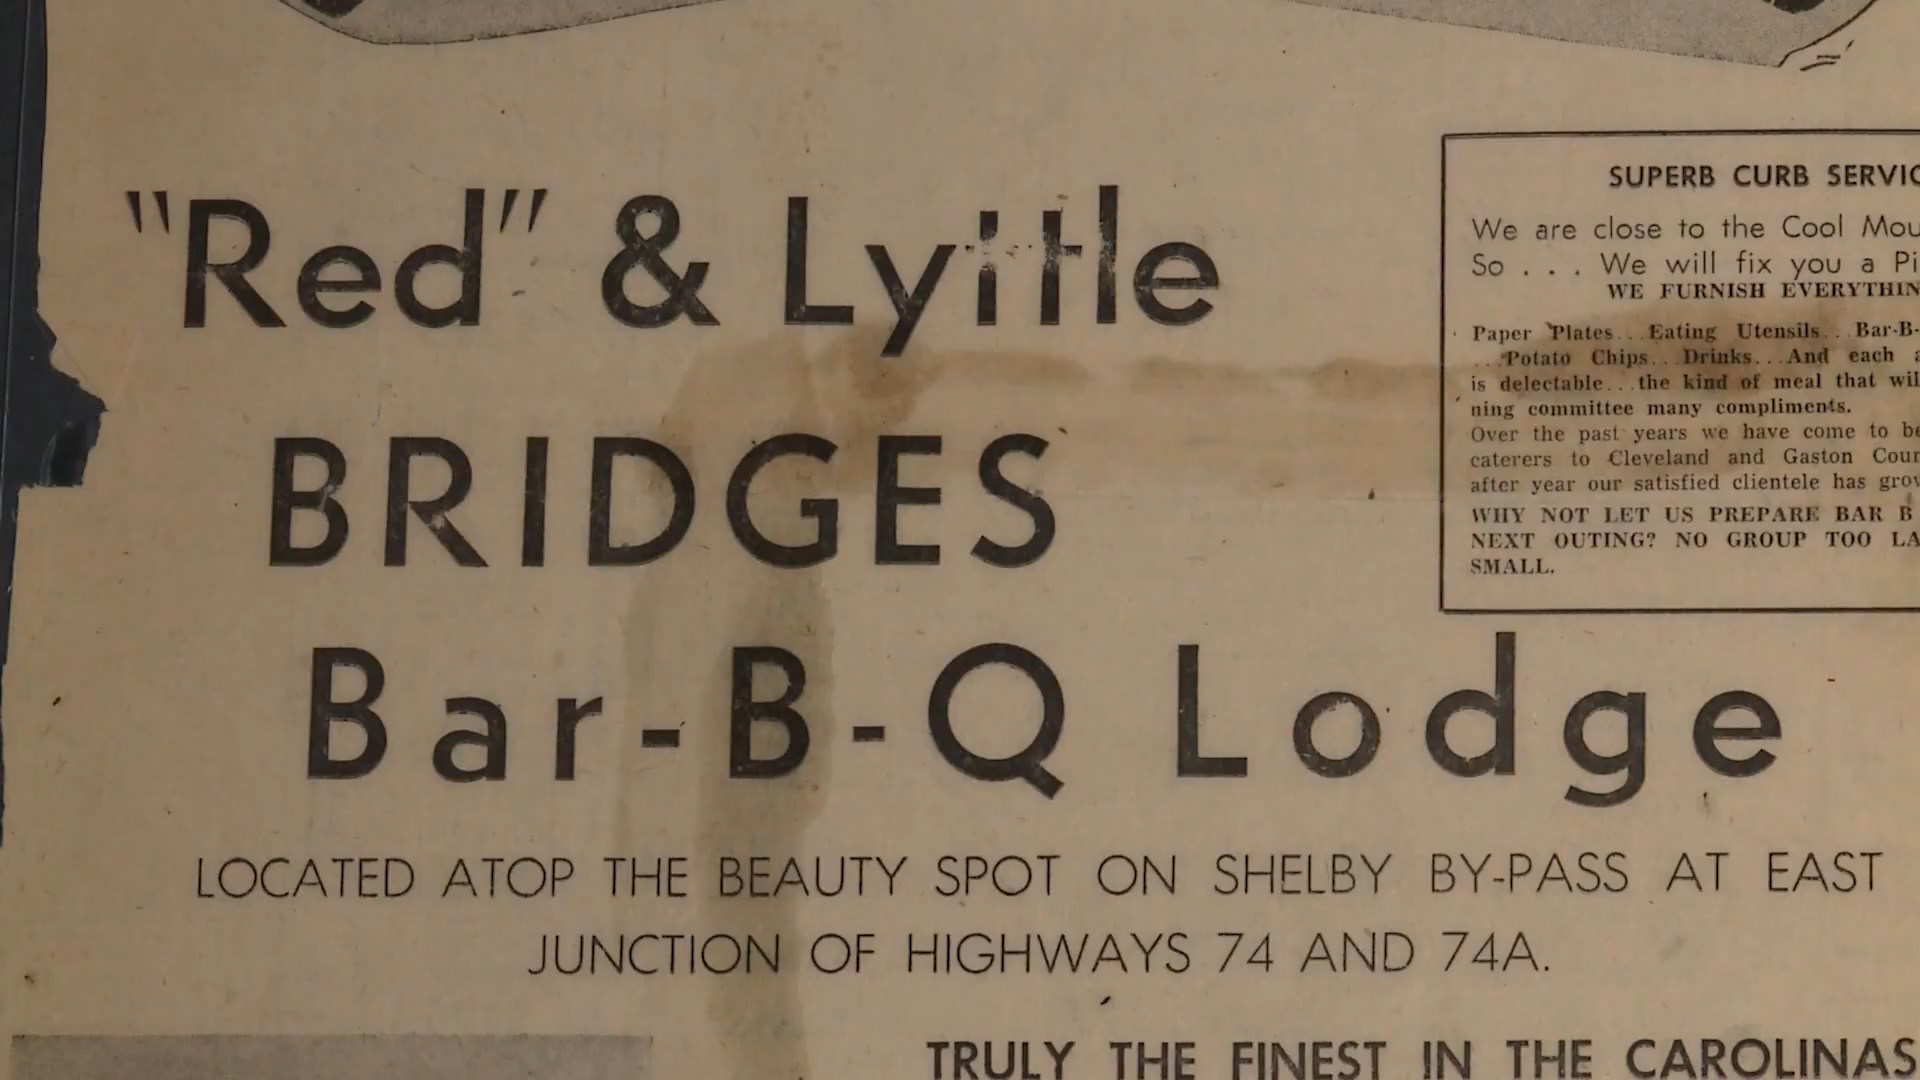 "Red" & Lyttle
BRIDGES
Bar-B-Q Lodge
LOCATED ATOP THE BEAUTY SPOT ON SHELBY BY-PASS AT EAST
JUNCTION OF HIGHWAYS 74 AND 74A.
TRULY THE FINEST IN THE CAROLINAS
SUPERB CURB
We are close to the Cool
So . . . We will fix you a
WE FURNISH
Paper Plates...Eating Utensils...
...Potato Chips...Drinks...And each
is delectable...the kind of meal that
ning committee many compliments.
Over the past years we have come to
caterers to Cleveland and Gaston
after year our satisfied clientele has
WHY NOT LET US PREPARE BAR B
NEXT OUTING? NO GROUP TOO
SMALL.